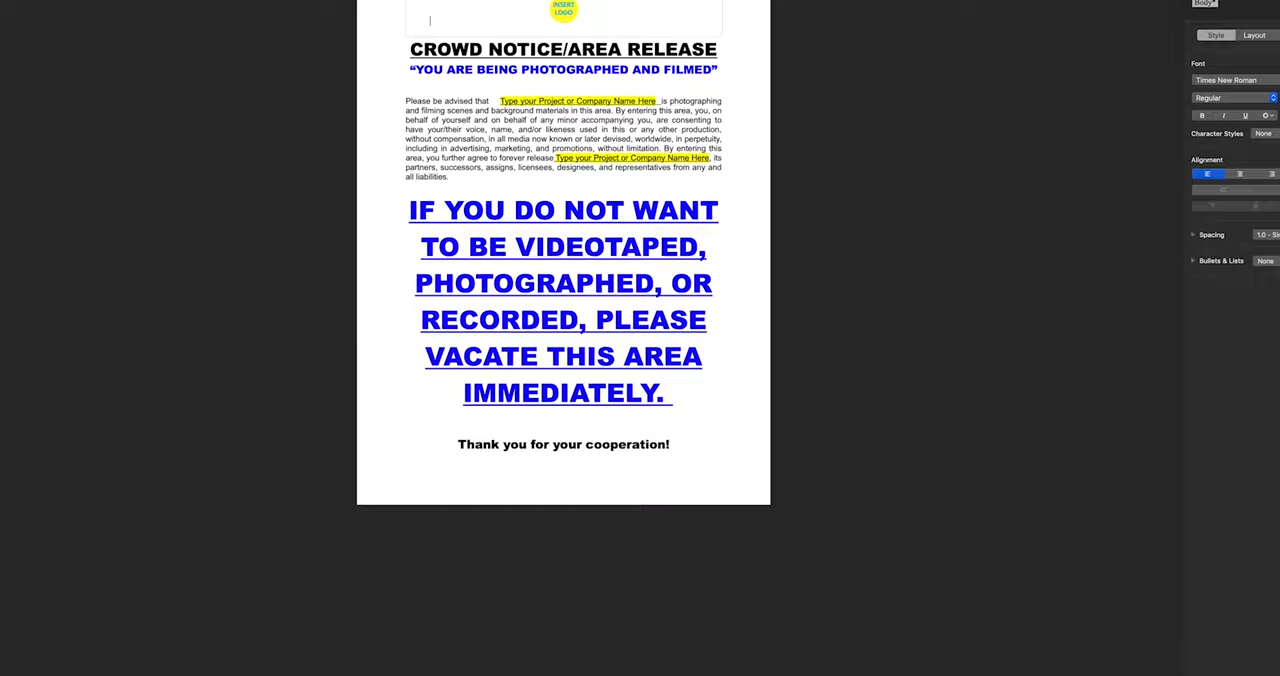 Body*
INSERT
LOGO
Style Layout
CROWD NOTICE/AREA RELEASE
“YOU ARE BEING PHOTOGRAPHED AND FILMED”
Font
Times New Roman
Regular
B I U
Character Styles None
Alignment
Spacing 1.0 - Si
Bullets & Lists None
Please be advised that Type your Project or Company Name Here is photographing
and filming scenes and background materials in this area. By entering this area, you, on
behalf of yourself and on behalf of any minor accompanying you, are consenting to
have your/their voice, name, and/or likeness used in this or any other production,
without compensation, in all media now known or later devised, worldwide, in perpetuity,
including in advertising, marketing, and promotions, without limitation. By entering this
area, you further agree to forever release Type your Project or Company Name Here, its
partners, successors, assigns, licensees, designees, and representatives from any and
all liabilities.
IF YOU DO NOT WANT
TO BE VIDEOTAPED,
PHOTOGRAPHED, OR
RECORDED, PLEASE
VACATE THIS AREA
IMMEDIATELY.
Thank you for your cooperation!